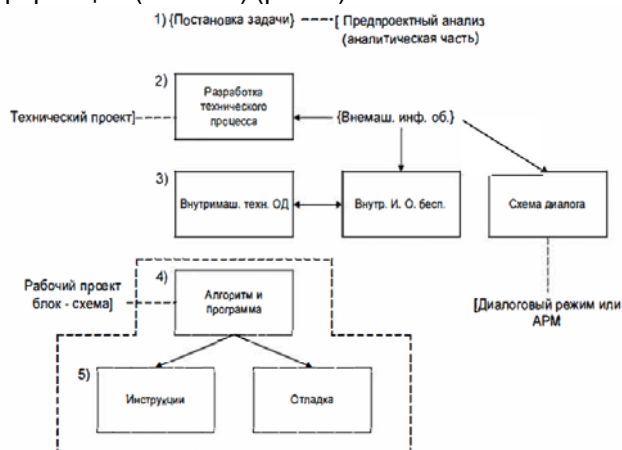 1) {Постановка задачи}
[ Предпроектный анализ
(аналитическая часть)
2)
Разработка
технического
процесса
Технический проект]
{Внемаш. инф. об.}
3)
Внутримаш. техн. ОД
Внутр. И. О. бесп.
Схема диалога
Рабочий проект
блок - схема]
4)
Алгоритм и
программа
[Диалоговый режим или
АРМ
5)
Инструкции
Отладка